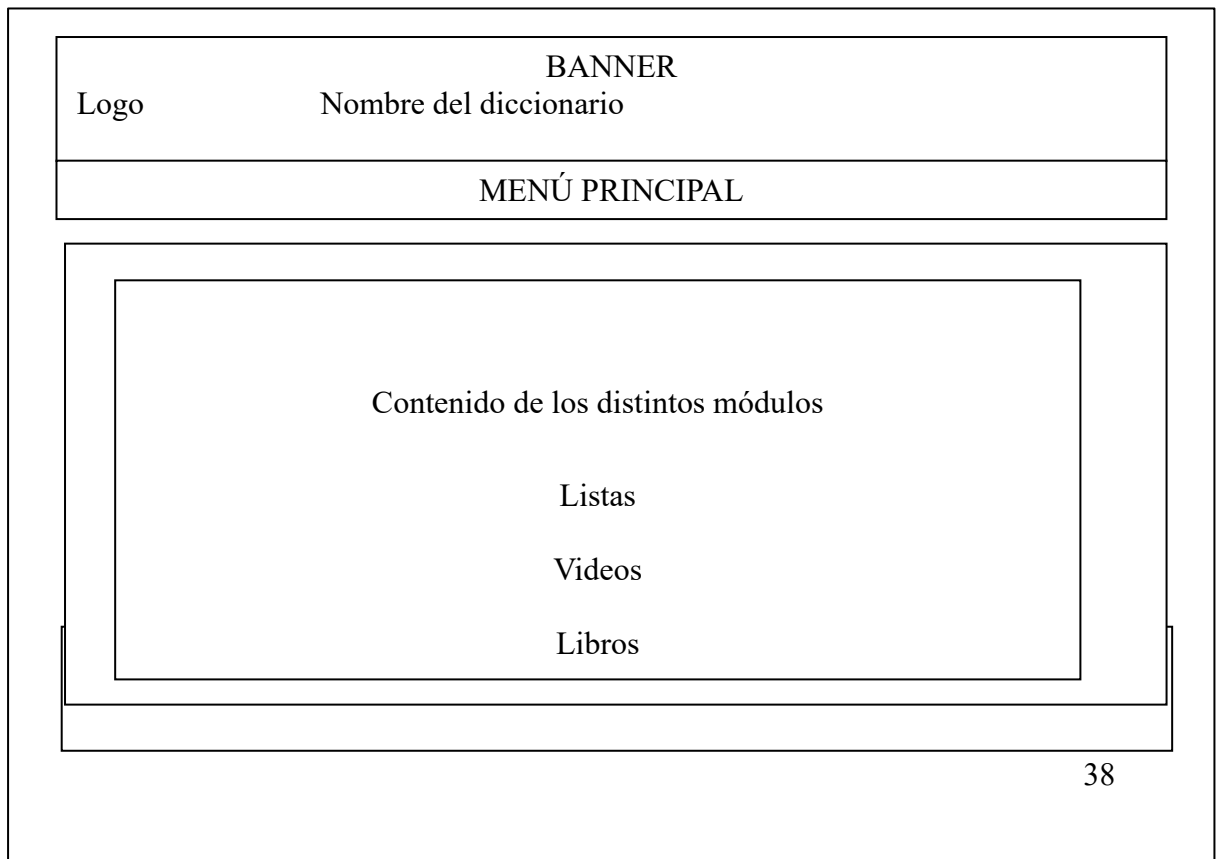 BANNER
Logo Nombre del diccionario
MENÚ PRINCIPAL
Contenido de los distintos módulos
Listas
Videos
Libros
38